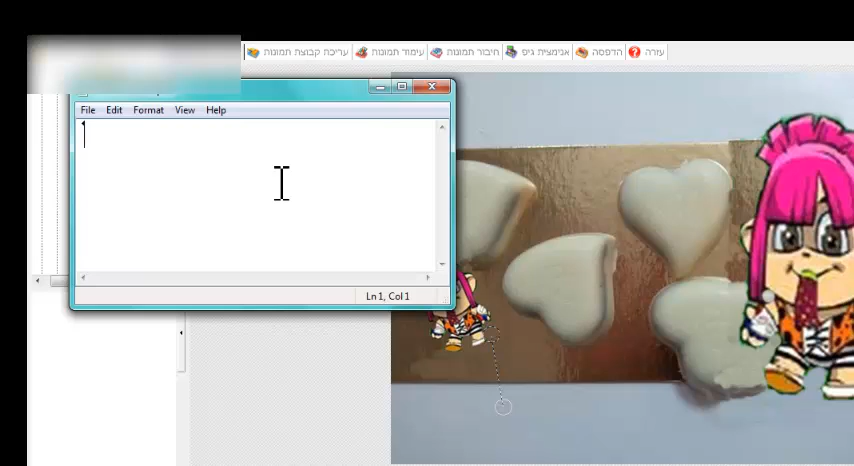 עריכת קבוצת תמונות
עימוד תמונות
חיבור תמונות
אנימצית גיפ
הדפסה
עזרה
File Edit Format View Help
Ln 1, Col 1